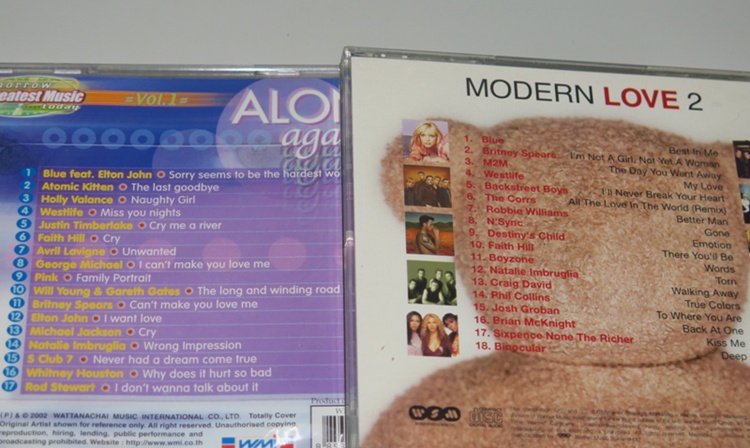 orrow
eatest Music
today
Vol.1
ALON
aga
1 Blue feat. Elton John Sorry seems to be the hardest wo
2 Atomic Kitten The last goodbye
3 Holly Valance Naughty Girl
4 Westlife Miss you nights
5 Justin Timberlake Cry me a river
6 Faith Hill Cry
7 Avril Lavigne Unwanted
8 George Michael I can't make you love me
9 Pink Family Portrait
10 Will Young & Gareth Gates The long and winding road
11 Britney Spears Can't make you love me
12 Elton John I want love
13 Michael Jackson Cry
14 Natalie Imbruglia Wrong Impression
15 S Club 7 Never had a dream come true
16 Whitney Houston Why does it hurt so bad
17 Rod Stewart I don't wanna talk about it
(P) & © 2002 WATTANACHAI MUSIC INTERNATIONAL CO., LTD. Totally Cover
Original Artist shown for reference only. All right reserved. Unauthorised copying
reproduction, hiring, lending, public performance and
broadcasting prohibited. Website : http://www.wmi.co.th
wmi
Product
MODERN LOVE 2
1. Blue Best In Me
2. Britney Spears I'm Not A Girl, Not Yet A Woman
3. M2M The Day You Went Away
4. Westlife My Love
5. Backstreet Boys I'll Never Break Your Heart
6. The Corrs All The Love In The World (Remix)
7. Robbie Williams Better Man
8. N'Sync Gone
9. Destiny's Child Emotion
10. Faith Hill There You'll Be
11. Boyzone Words
12. Natalie Imbruglia Torn
13. Craig David Walking Away
14. Phil Collins True Colors
15. Josh Groban To Where You Are
16. Brian McKnight Back At One
17. Sixpence None The Richer Kiss Me
18. Binocular Deep